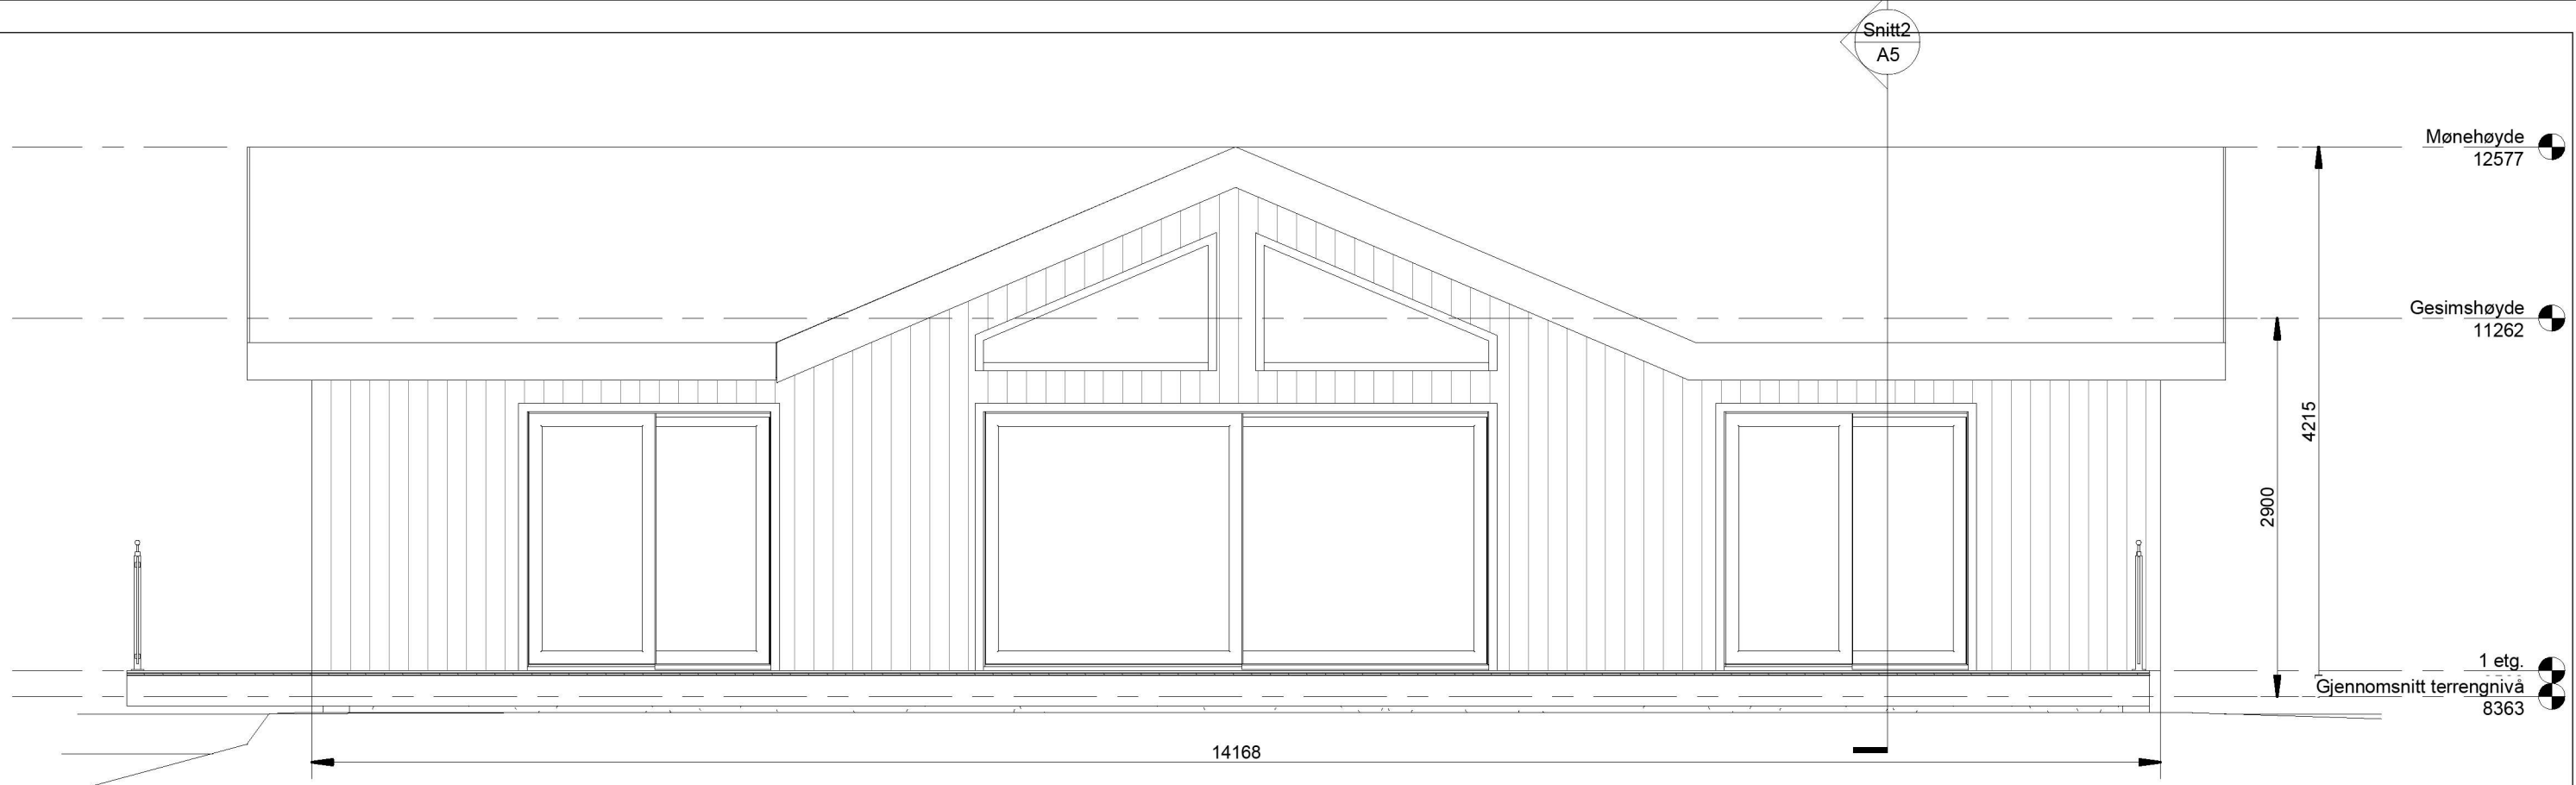 Snitt2
A5
Mønehøyde
12577
Gesimshøyde
11262
4215
2900
1 etg.
Gjennomsnitt terrengnivå
8363
14168